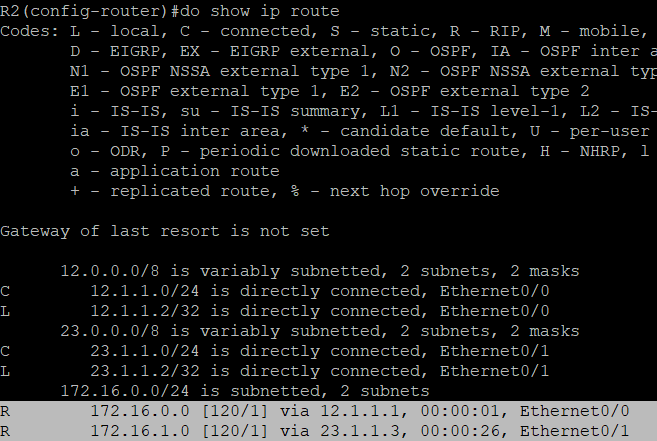 R2(config-router)#do show ip route
Codes: L - local, C - connected, S - static, R - RIP, M - mobile,
D - EIGRP, EX - EIGRP external, O - OSPF, IA - OSPF inter a
N1 - OSPF NSSA external type 1, N2 - OSPF NSSA external typ
E1 - OSPF external type 1, E2 - OSPF external type 2
i - IS-IS, su - IS-IS summary, L1 - IS-IS level-1, L2 - IS-
ia - IS-IS inter area, * - candidate default, U - per-user
o - ODR, P - periodic downloaded static route, H - NHRP, l
a - application route
+ - replicated route, % - next hop override
Gateway of last resort is not set
12.0.0.0/8 is variably subnetted, 2 subnets, 2 masks
C 12.1.1.0/24 is directly connected, Ethernet0/0
L 12.1.1.2/32 is directly connected, Ethernet0/0
23.0.0.0/8 is variably subnetted, 2 subnets, 2 masks
C 23.1.1.0/24 is directly connected, Ethernet0/1
L 23.1.1.2/32 is directly connected, Ethernet0/1
172.16.0.0/24 is subnetted, 2 subnets
R 172.16.0.0 [120/1] via 12.1.1.1, 00:00:01, Ethernet0/0
R 172.16.1.0 [120/1] via 23.1.1.3, 00:00:26, Ethernet0/1